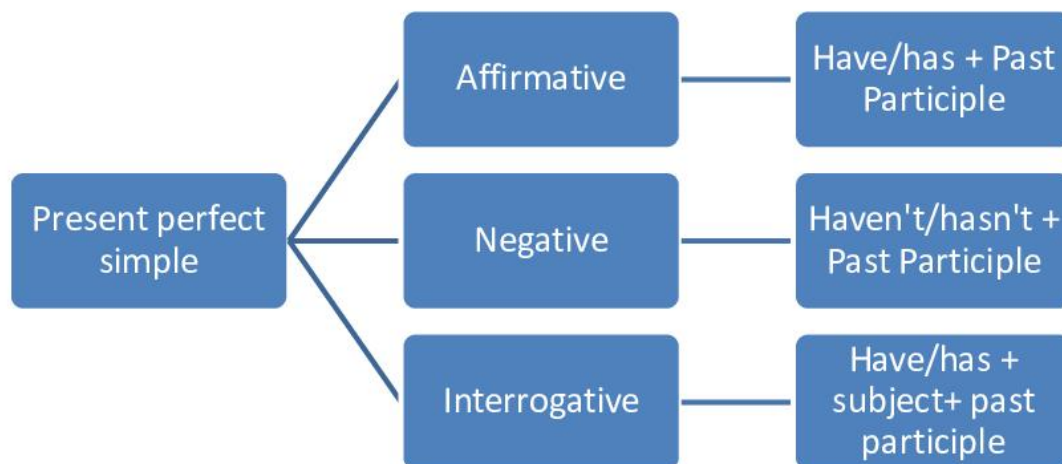 Present perfect
simple
Affirmative
Have/has + Past
Participle
Negative
Haven't/hasn't +
Past Participle
Interrogative
Have/has +
subject+ past
participle